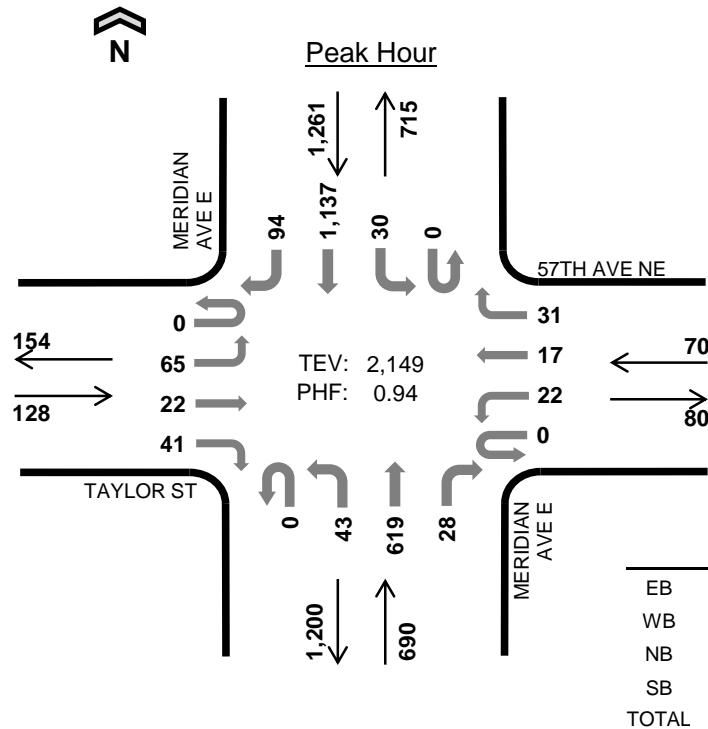 N
Peak Hour
1,261
715
MERIDIAN
AVE E
94
1,137
30
0
57TH AVE NE
0
31
154
65
TEV: 2,149
17
70
128
22
PHF: 0.94
22
80
41
0
TAYLOR ST
0
43
619
28
MERIDIAN
AVE E
1,200
690
EB
WB
NB
SB
TOTAL